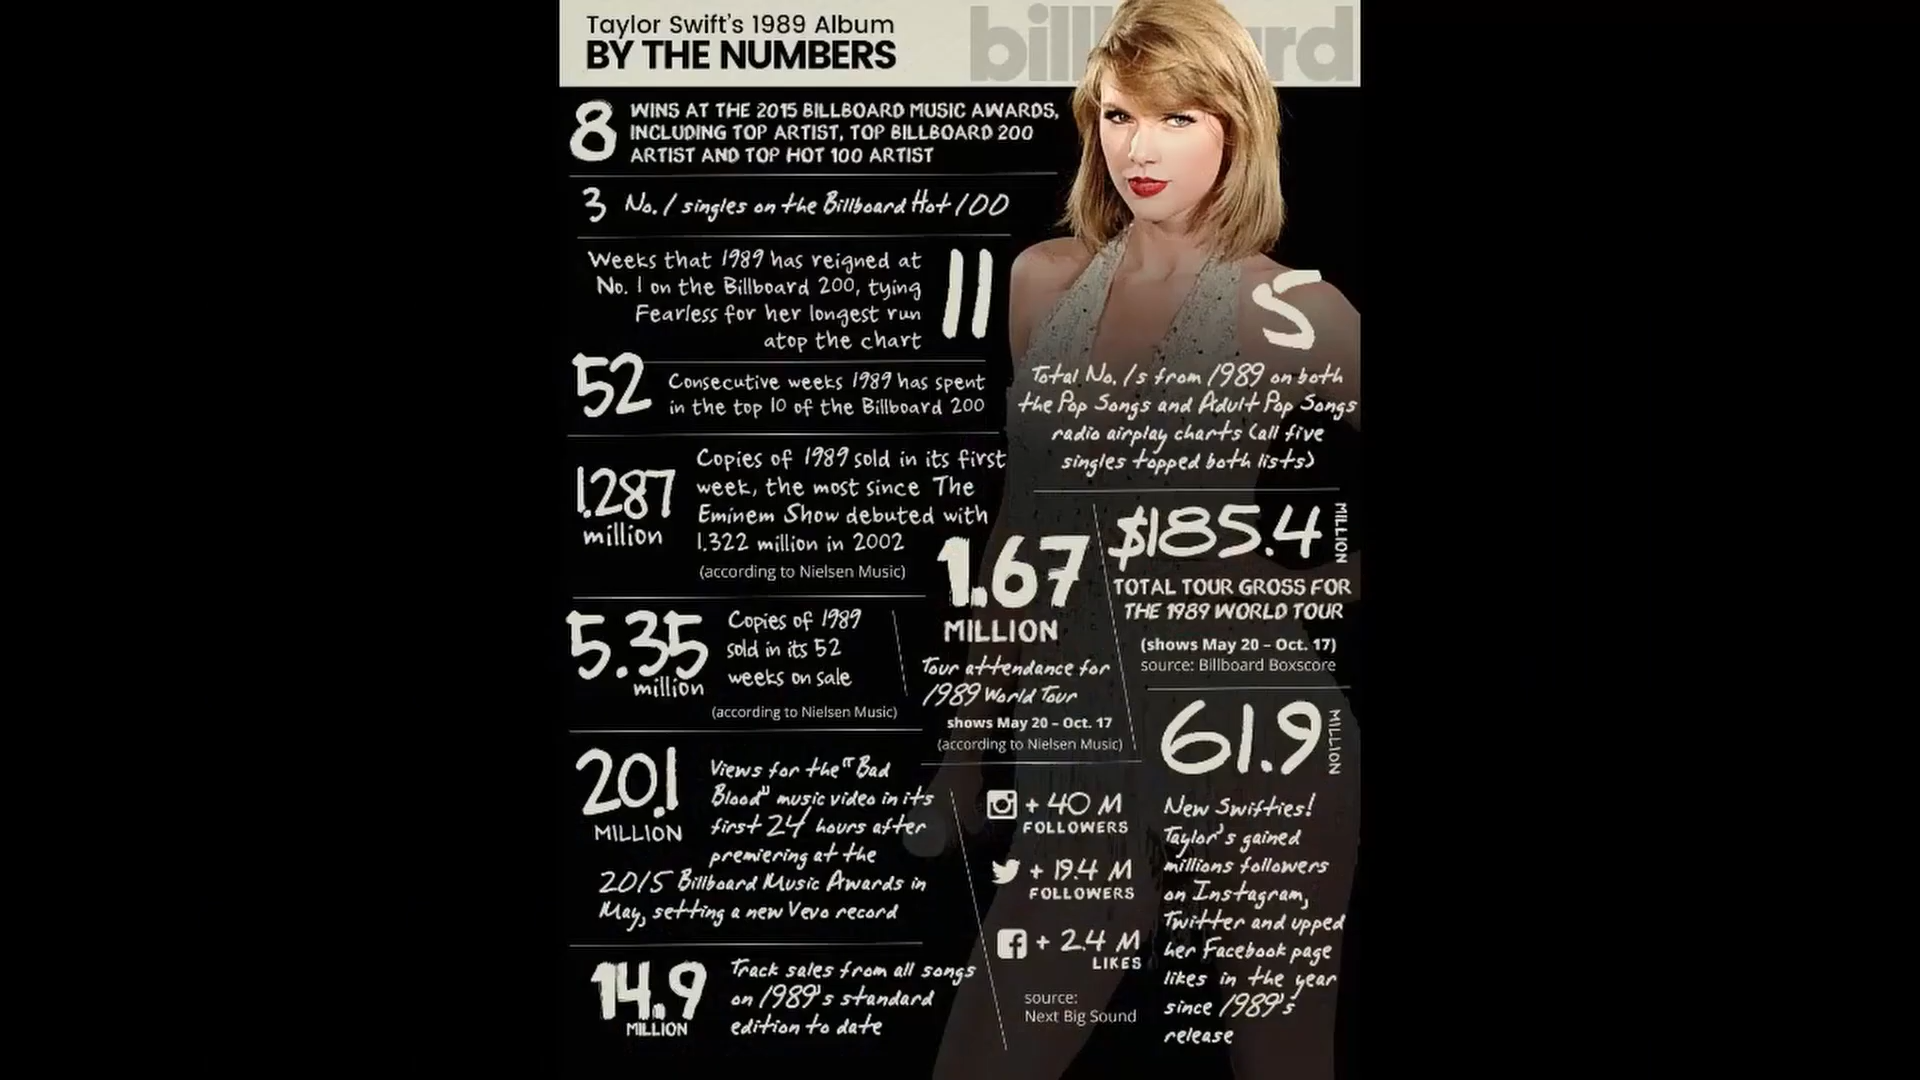 Taylor Swift's 1989 Album
BY THE NUMBERS
billboard
8
WINS AT THE 2015 BILLBOARD MUSIC AWARDS,
INCLUDING TOP ARTIST, TOP BILLBOARD 200
ARTIST AND TOP HOT 100 ARTIST
3
No. 1 singles on the Billboard Hot 100
Weeks that 1989 has reigned at
No. 1 on the Billboard 200, tying
Fearless for her longest run
atop the chart
11
52
Consecutive weeks 1989 has spent
in the top 10 of the Billboard 200
1.287
million
Copies of 1989 sold in its first
week, the most since The
Eminem Show debuted with
1.322 million in 2002
(according to Nielsen Music)
5.35
million
Copies of 1989
sold in its 52
weeks on sale
(according to Nielsen Music)
20.1
MILLION
Views for the "Bad
Blood" music video in its
first 24 hours after
premiering at the
2015 Billboard Music Awards in
May, setting a new Vevo record
14.9
MILLION
Track sales from all songs
on 1989's standard
edition to date
5
Total No. 1s from 1989 on both
the Pop Songs and Adult Pop Songs
radio airplay charts (all five
singles topped both lists)
1.67
MILLION
Tour attendance for
1989 World Tour
shows May 20 – Oct. 17
(according to Nielsen Music)
$185.4
MILLION
TOTAL TOUR GROSS FOR
THE 1989 WORLD TOUR
(shows May 20 – Oct. 17)
source: Billboard Boxscore
+ 40 M
FOLLOWERS
+ 19.4 M
FOLLOWERS
+ 2.4 M
LIKES
source:
Next Big Sound
61.9
MILLION
New Swifties!
Taylor's gained
millions followers
on Instagram,
Twitter and upped
her Facebook page
likes in the year
since 1989's
release